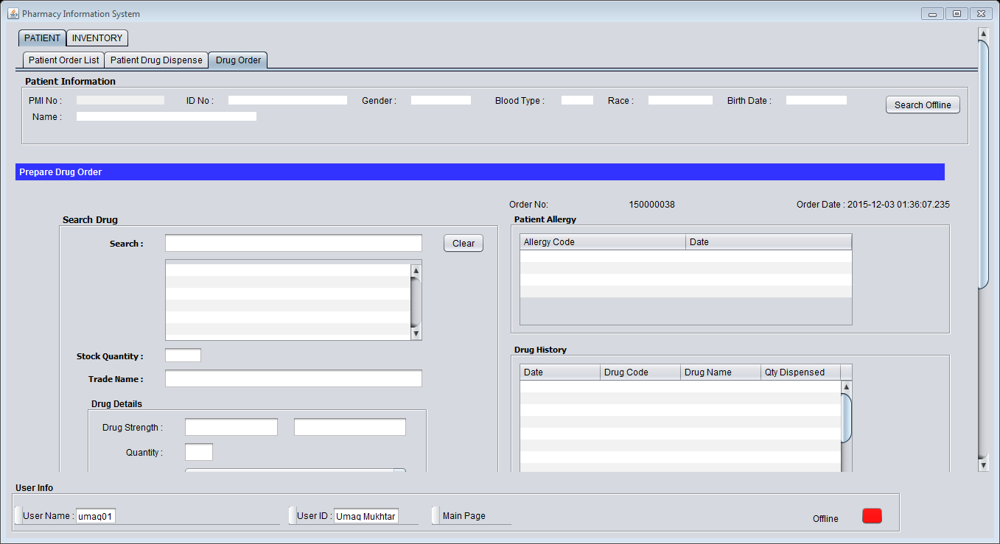 Pharmacy Information System
PATIENT INVENTORY
Patient Order List Patient Drug Dispense Drug Order
Patient Information
PMI No : ID No : Gender : Blood Type : Race : Birth Date : Search Offline
Name :
Prepare Drug Order
Order No: 150000038 Order Date : 2015-12-03 01:36:07.235
Search Drug Patient Allergy
Search : Clear Allergy Code Date
Drug History
Stock Quantity :
Date Drug Code Drug Name Qty Dispensed
Trade Name :
Drug Details
Drug Strength :
Quantity :
User Info
User Name : umaq01 User ID : Umaq Mukhtar Main Page Offline